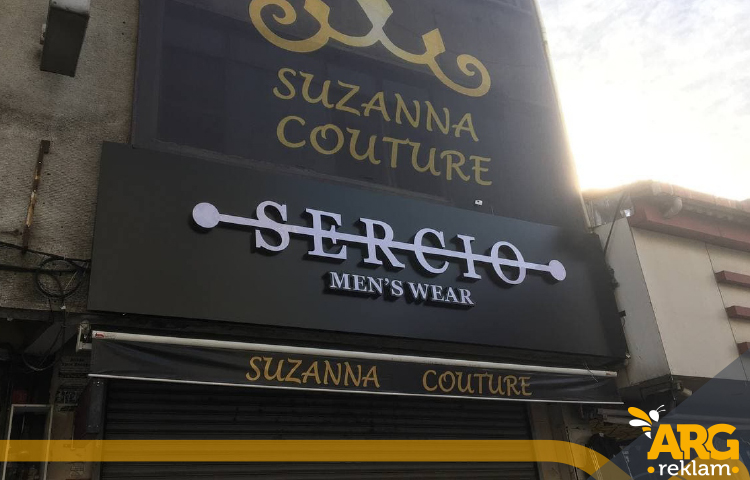 SUZANNA
COUTURE
SERCIO
MEN'S WEAR
SUZANNA COUTURE
ARG
reklam